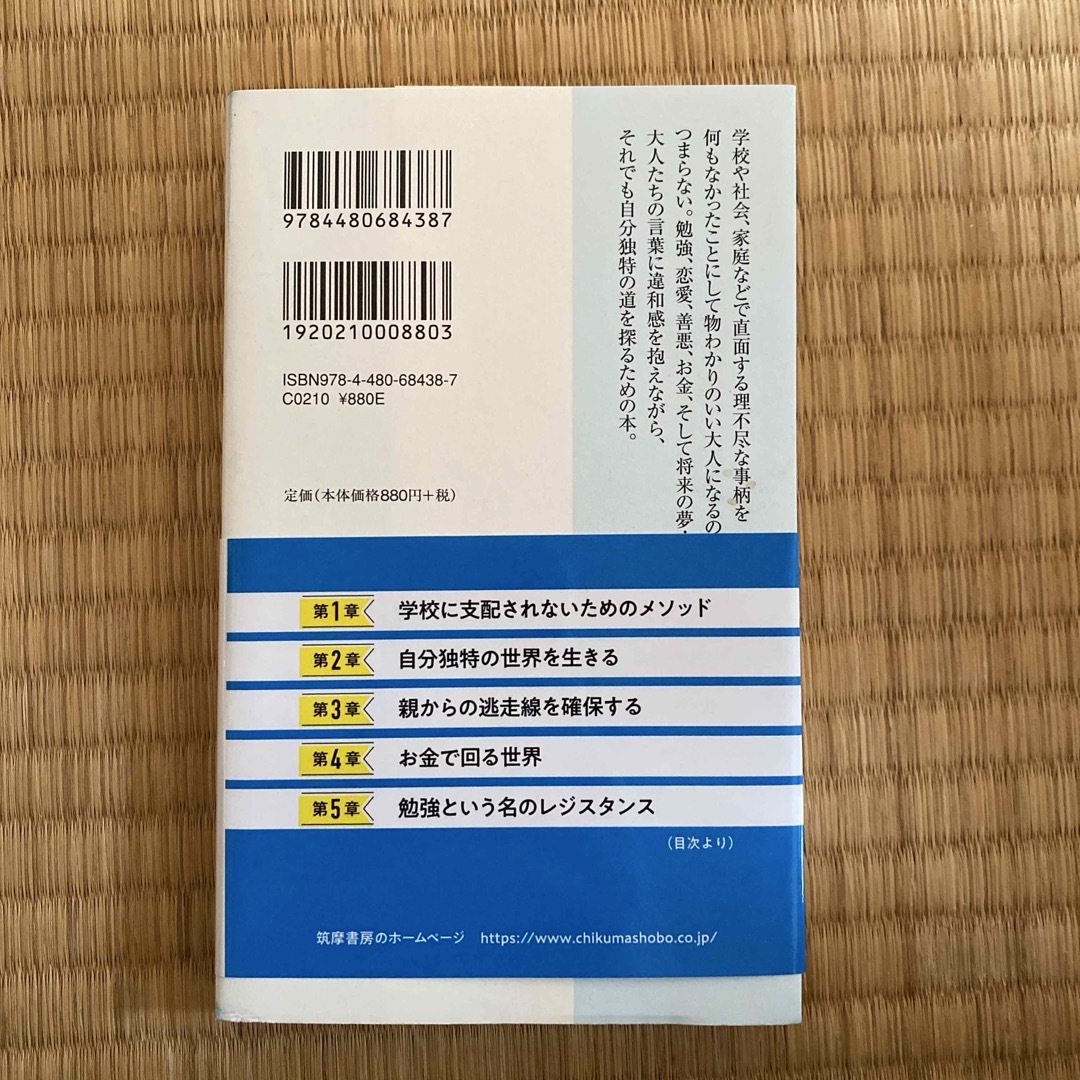 学校や社会、家庭などで直面する理不尽な事柄を
何もなかったことにして物わかりのいい大人になるの
つまらない。勉強、恋愛、善悪、お金、そして将来の夢・
大人たちの言葉に違和感を抱えながら、
それでも自分独特の道を探るための本。
9784480684387
1920210008803
ISBN978-4-480-68438-7
C0210 ¥880E
定価(本体価格880円+税)
第1章 学校に支配されないためのメソッド
第2章 自分独特の世界を生きる
第3章 親からの逃走線を確保する
第4章 お金で回る世界
第5章 勉強という名のレジスタンス
(目次より)
筑摩書房のホームページ https://www.chikumashobo.co.jp/